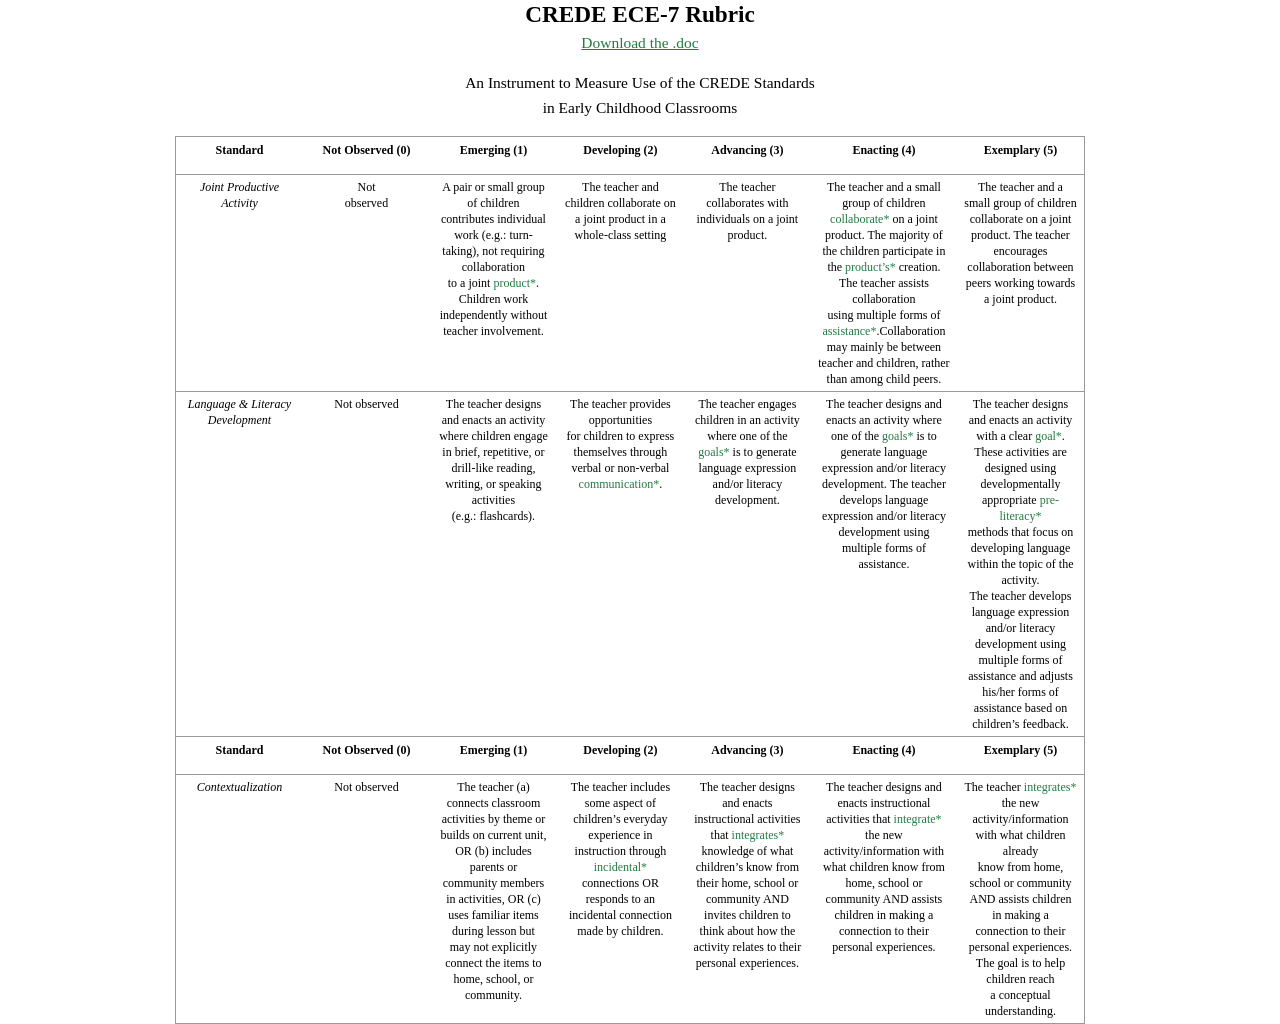 CREDE ECE-7 Rubric
Download the .doc
An Instrument to Measure Use of the CREDE Standards
in Early Childhood Classrooms
Standard
Not Observed (0)
Emerging (1)
Developing (2)
Advancing (3)
Enacting (4)
Exemplary (5)
Joint Productive
Activity
Not
observed
A pair or small group
of children
contributes individual
work (e.g.: turn-
taking), not requiring
collaboration
to a joint product*.
Children work
independently without
teacher involvement.
The teacher and
children collaborate on
a joint product in a
whole-class setting
The teacher
collaborates with
individuals on a joint
product.
The teacher and a small
group of children
collaborate* on a joint
product. The majority of
the children participate in
the product’s* creation.
The teacher assists
collaboration
using multiple forms of
assistance*.Collaboration
may mainly be between
teacher and children, rather
than among child peers.
The teacher and a
small group of children
collaborate on a joint
product. The teacher
encourages
collaboration between
peers working towards
a joint product.
Language & Literacy
Development
Not observed
The teacher designs
and enacts an activity
where children engage
in brief, repetitive, or
drill-like reading,
writing, or speaking
activities
(e.g.: flashcards).
The teacher provides
opportunities
for children to express
themselves through
verbal or non-verbal
communication*.
The teacher engages
children in an activity
where one of the
goals* is to generate
language expression
and/or literacy
development.
The teacher designs and
enacts an activity where
one of the goals* is to
generate language
expression and/or literacy
development. The teacher
develops language
expression and/or literacy
development using
multiple forms of
assistance.
The teacher designs
and enacts an activity
with a clear goal*.
These activities are
designed using
developmentally
appropriate pre-
literacy*
methods that focus on
developing language
within the topic of the
activity.
The teacher develops
language expression
and/or literacy
development using
multiple forms of
assistance and adjusts
his/her forms of
assistance based on
children’s feedback.
Standard
Not Observed (0)
Emerging (1)
Developing (2)
Advancing (3)
Enacting (4)
Exemplary (5)
Contextualization
Not observed
The teacher (a)
connects classroom
activities by theme or
builds on current unit,
OR (b) includes
parents or
community members
in activities, OR (c)
uses familiar items
during lesson but
may not explicitly
connect the items to
home, school, or
community.
The teacher includes
some aspect of
children’s everyday
experience in
instruction through
incidental*
connections OR
responds to an
incidental connection
made by children.
The teacher designs
and enacts
instructional activities
that integrates*
knowledge of what
children’s know from
their home, school or
community AND
invites children to
think about how the
activity relates to their
personal experiences.
The teacher designs and
enacts instructional
activities that integrate*
the new
activity/information with
what children know from
home, school or
community AND assists
children in making a
connection to their
personal experiences.
The teacher integrates*
the new
activity/information
with what children
already
know from home,
school or community
AND assists children
in making a
connection to their
personal experiences.
The goal is to help
children reach
a conceptual
understanding.